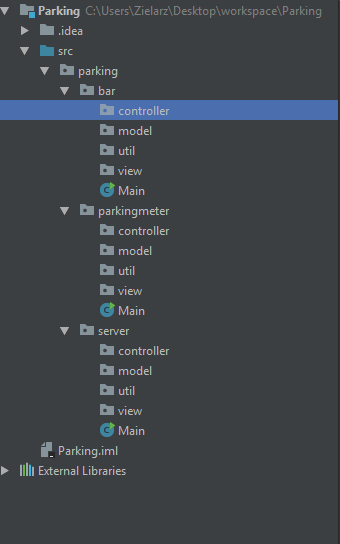 Parking C:\Users\Zielarz\Desktop\workspace\Parking
.idea
src
parking
bar
controller
model
util
view
Main
parkingmeter
controller
model
util
view
Main
server
controller
model
util
view
Main
Parking.iml
External Libraries